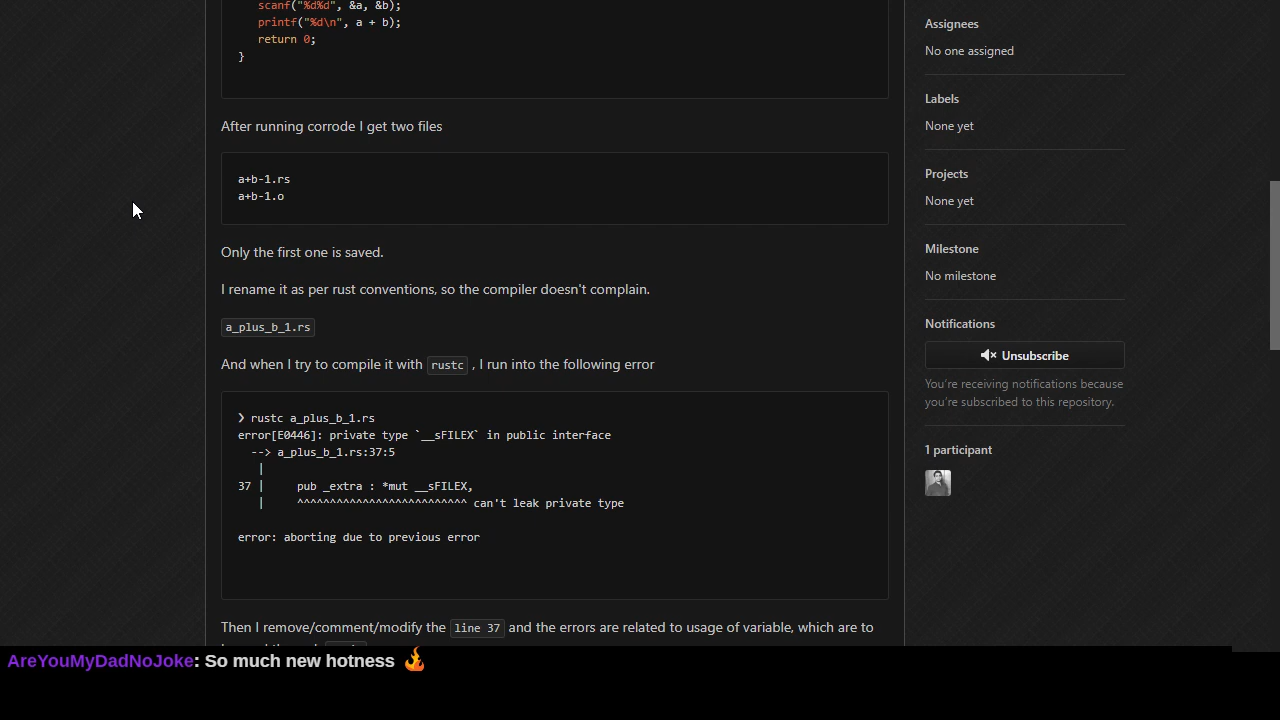 scanf("%d%d", &a, &b);
printf("%d\n", a + b);
return 0;
}
After running corrode I get two files
a+b-1.rs
a+b-1.o
Only the first one is saved.
I rename it as per rust conventions, so the compiler doesn't complain.
a_plus_b_1.rs
And when I try to compile it with rustc , I run into the following error
❯ rustc a_plus_b_1.rs
error[E0446]: private type `__sFILEX` in public interface
--> a_plus_b_1.rs:37:5
|
37 |     pub _extra : *mut __sFILEX,
|     ^^^^^^^^^^^^^^^^^^^^^^^^^^ can't leak private type
error: aborting due to previous error
Then I remove/comment/modify the line 37 and the errors are related to usage of variable, which are to
Assignees
No one assigned
Labels
None yet
Projects
None yet
Milestone
No milestone
Notifications
Unsubscribe
You're receiving notifications because
you're subscribed to this repository.
1 participant
AreYouMyDadNoJoke: So much new hotness 🔥